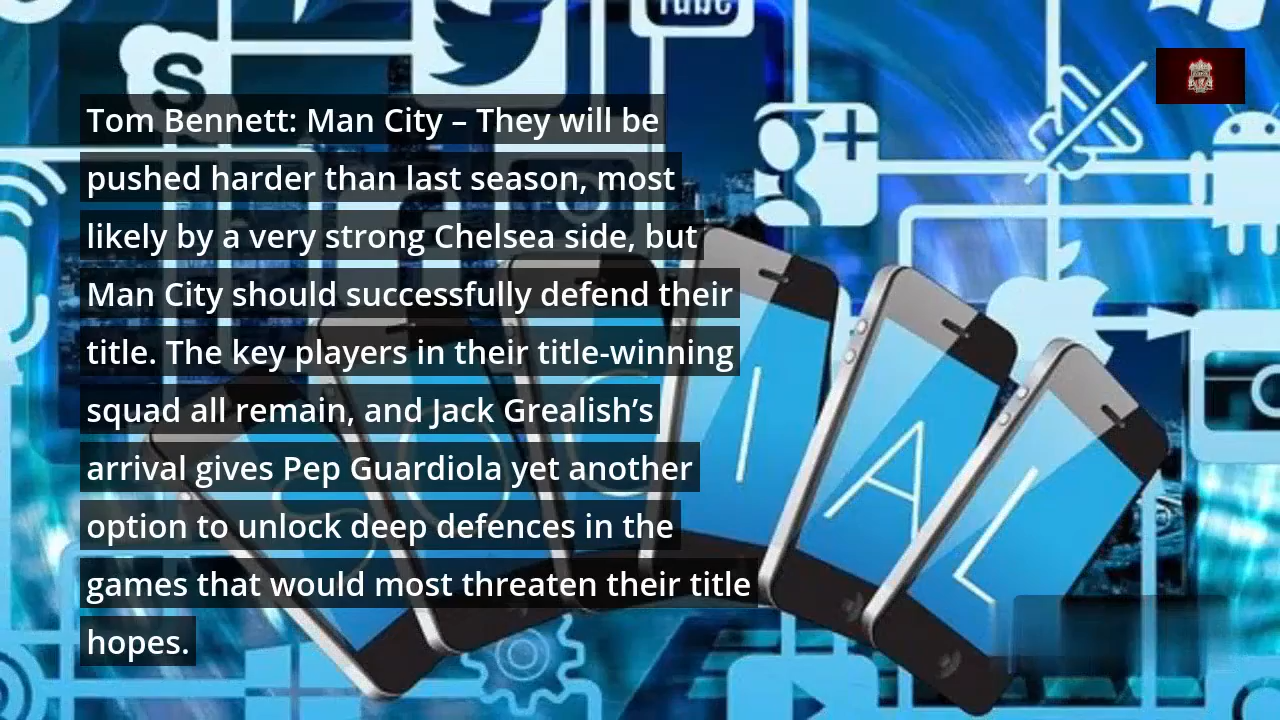 Tube
Tom Bennett: Man City – They will be
pushed harder than last season, most
likely by a very strong Chelsea side, but
Man City should successfully defend their
title. The key players in their title-winning
squad all remain, and Jack Grealish’s
arrival gives Pep Guardiola yet another
option to unlock deep defences in the
games that would most threaten their title
hopes.
S O C I A L